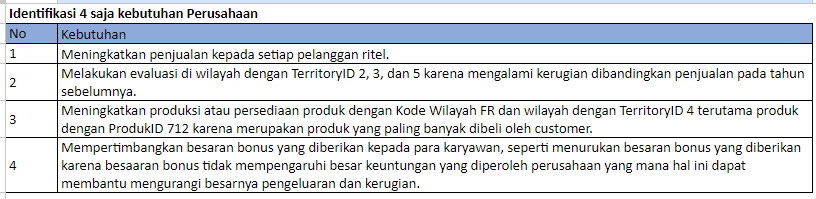 Identifikasi 4 saja kebutuhan Perusahaan
No Kebutuhan
1 Meningkatkan penjualan kepada setiap pelanggan ritel.
2 Melakukan evaluasi di wilayah dengan TerritoryID 2, 3, dan 5 karena mengalami kerugian dibandingkan penjualan pada tahun
sebelumnya.
3 Meningkatkan produksi atau persediaan produk dengan Kode Wilayah FR dan wilayah dengan TerritoryID 4 terutama produk
dengan ProdukID 712 karena merupakan produk yang paling banyak dibeli oleh customer.
4 Mempertimbangkan besaran bonus yang diberikan kepada para karyawan, seperti menurukan besaran bonus yang diberikan
karena besaaran bonus tidak mempengaruhi besar keuntungan yang diperoleh perusahaan yang mana hal ini dapat
membantu mengurangi besarnya pengeluaran dan kerugian.